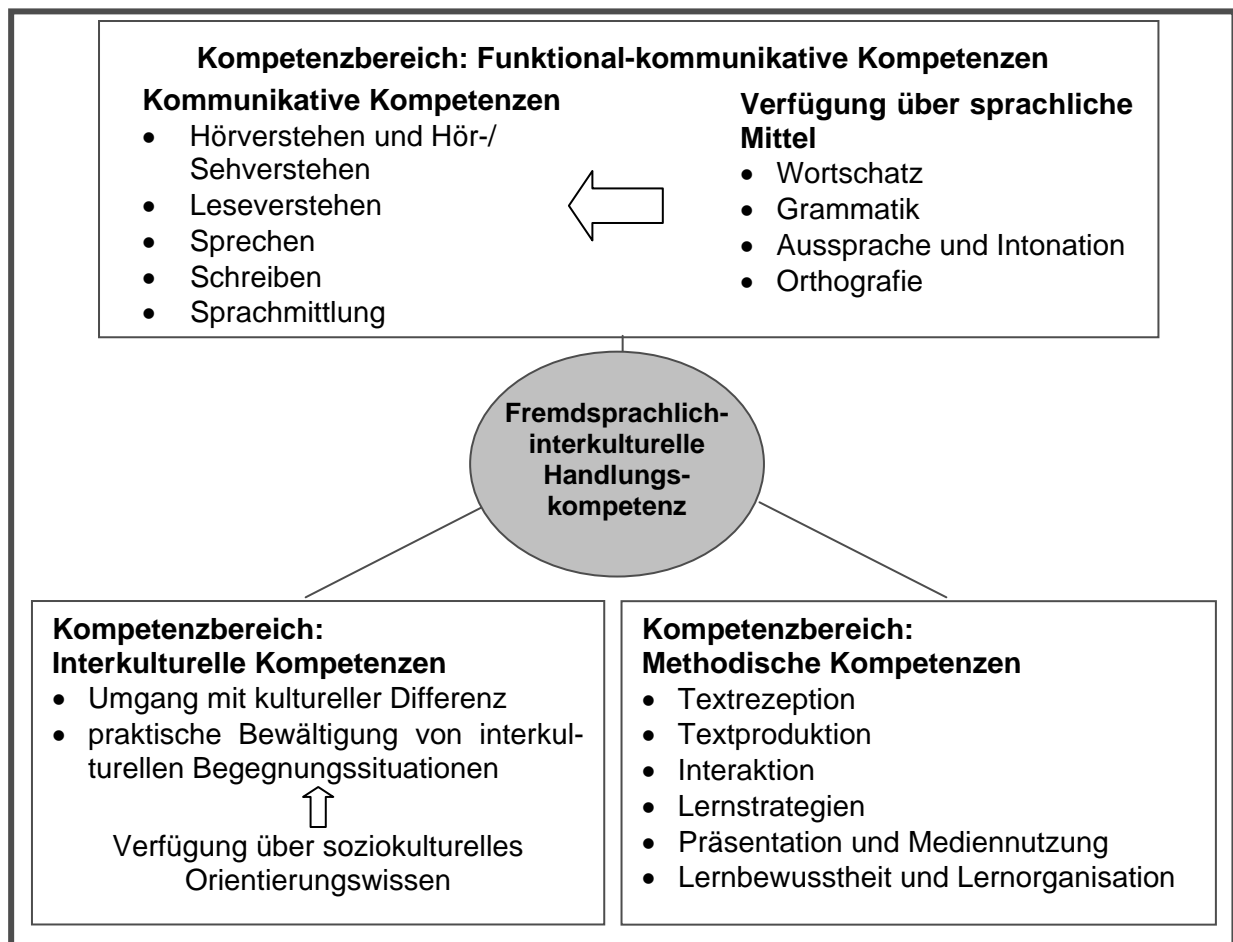 Kompetenzbereich: Funktional-kommunikative Kompetenzen
Kommunikative Kompetenzen
• Hörverstehen und Hör-/
Sehverstehen
• Leseverstehen
• Sprechen
• Schreiben
• Sprachmittlung
Verfügung über sprachliche
Mittel
• Wortschatz
• Grammatik
• Aussprache und Intonation
• Orthografie
Fremdsprachlich-
interkulturelle
Handlungs-
kompetenz
Kompetenzbereich:
Interkulturelle Kompetenzen
• Umgang mit kultureller Differenz
• praktische Bewältigung von interkul-
turellen Begegnungssituationen
Verfügung über soziokulturelles
Orientierungswissen
Kompetenzbereich:
Methodische Kompetenzen
• Textrezeption
• Textproduktion
• Interaktion
• Lernstrategien
• Präsentation und Mediennutzung
• Lernbewusstheit und Lernorganisation